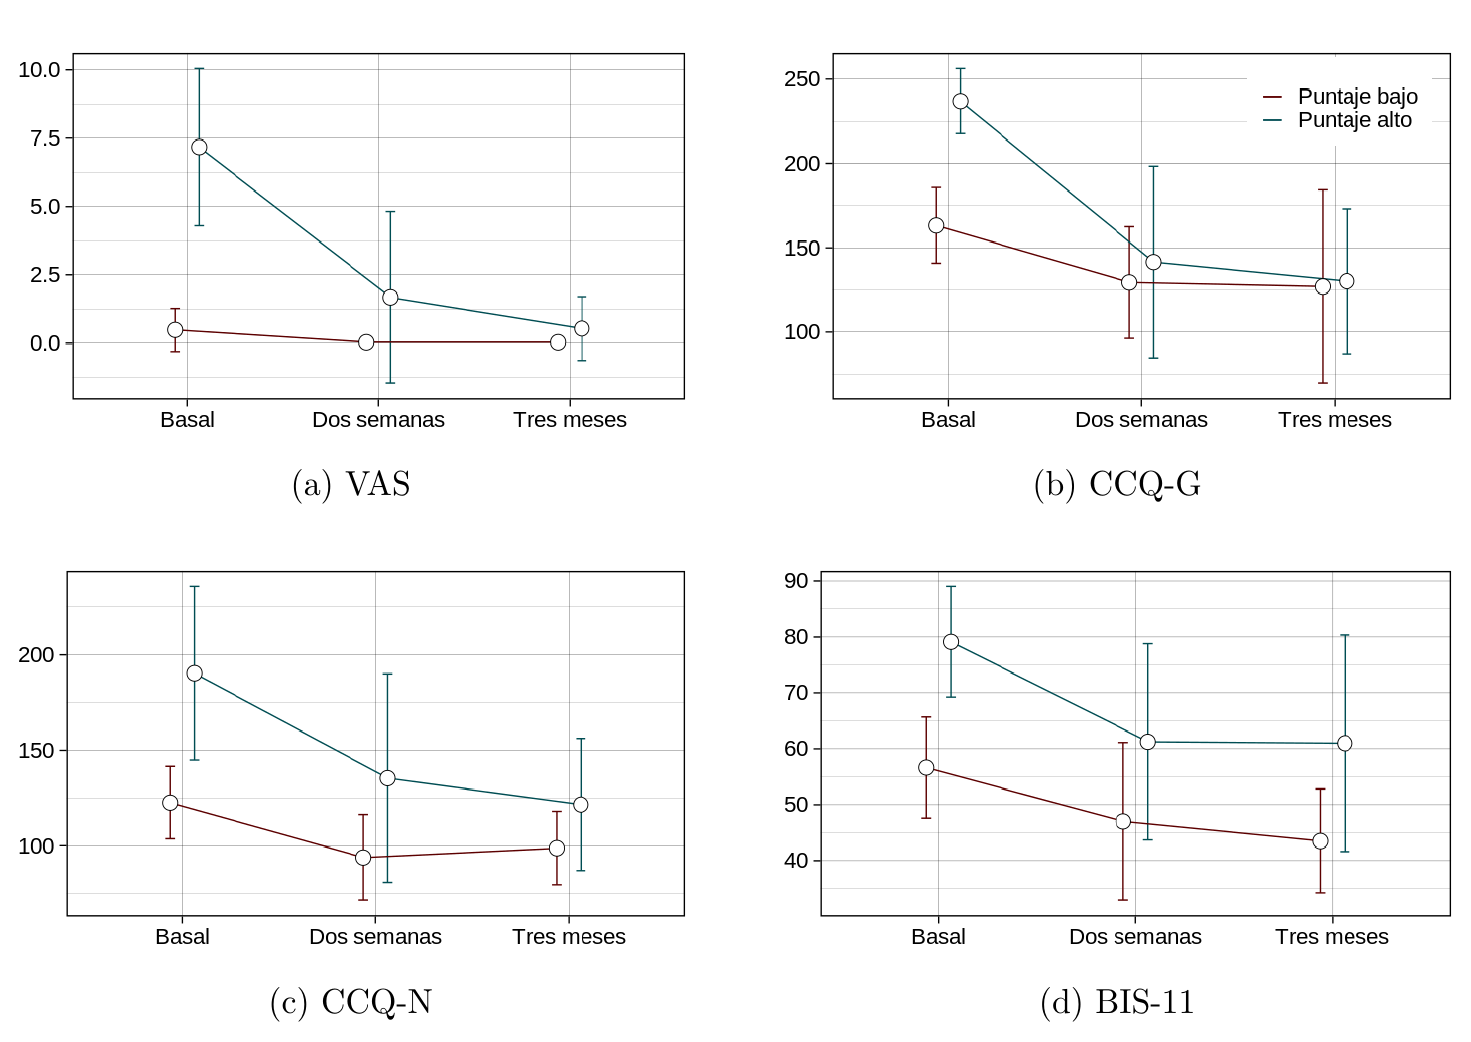 10.0
7.5
5.0
2.5
0.0
Basal
Dos semanas
Tres meses
(a) VAS
250
200
150
100
Puntaje bajo
Puntaje alto
Basal
Dos semanas
Tres meses
(b) CCQ-G
200
150
100
Basal
Dos semanas
Tres meses
(c) CCQ-N
90
80
70
60
50
40
Basal
Dos semanas
Tres meses
(d) BIS-11